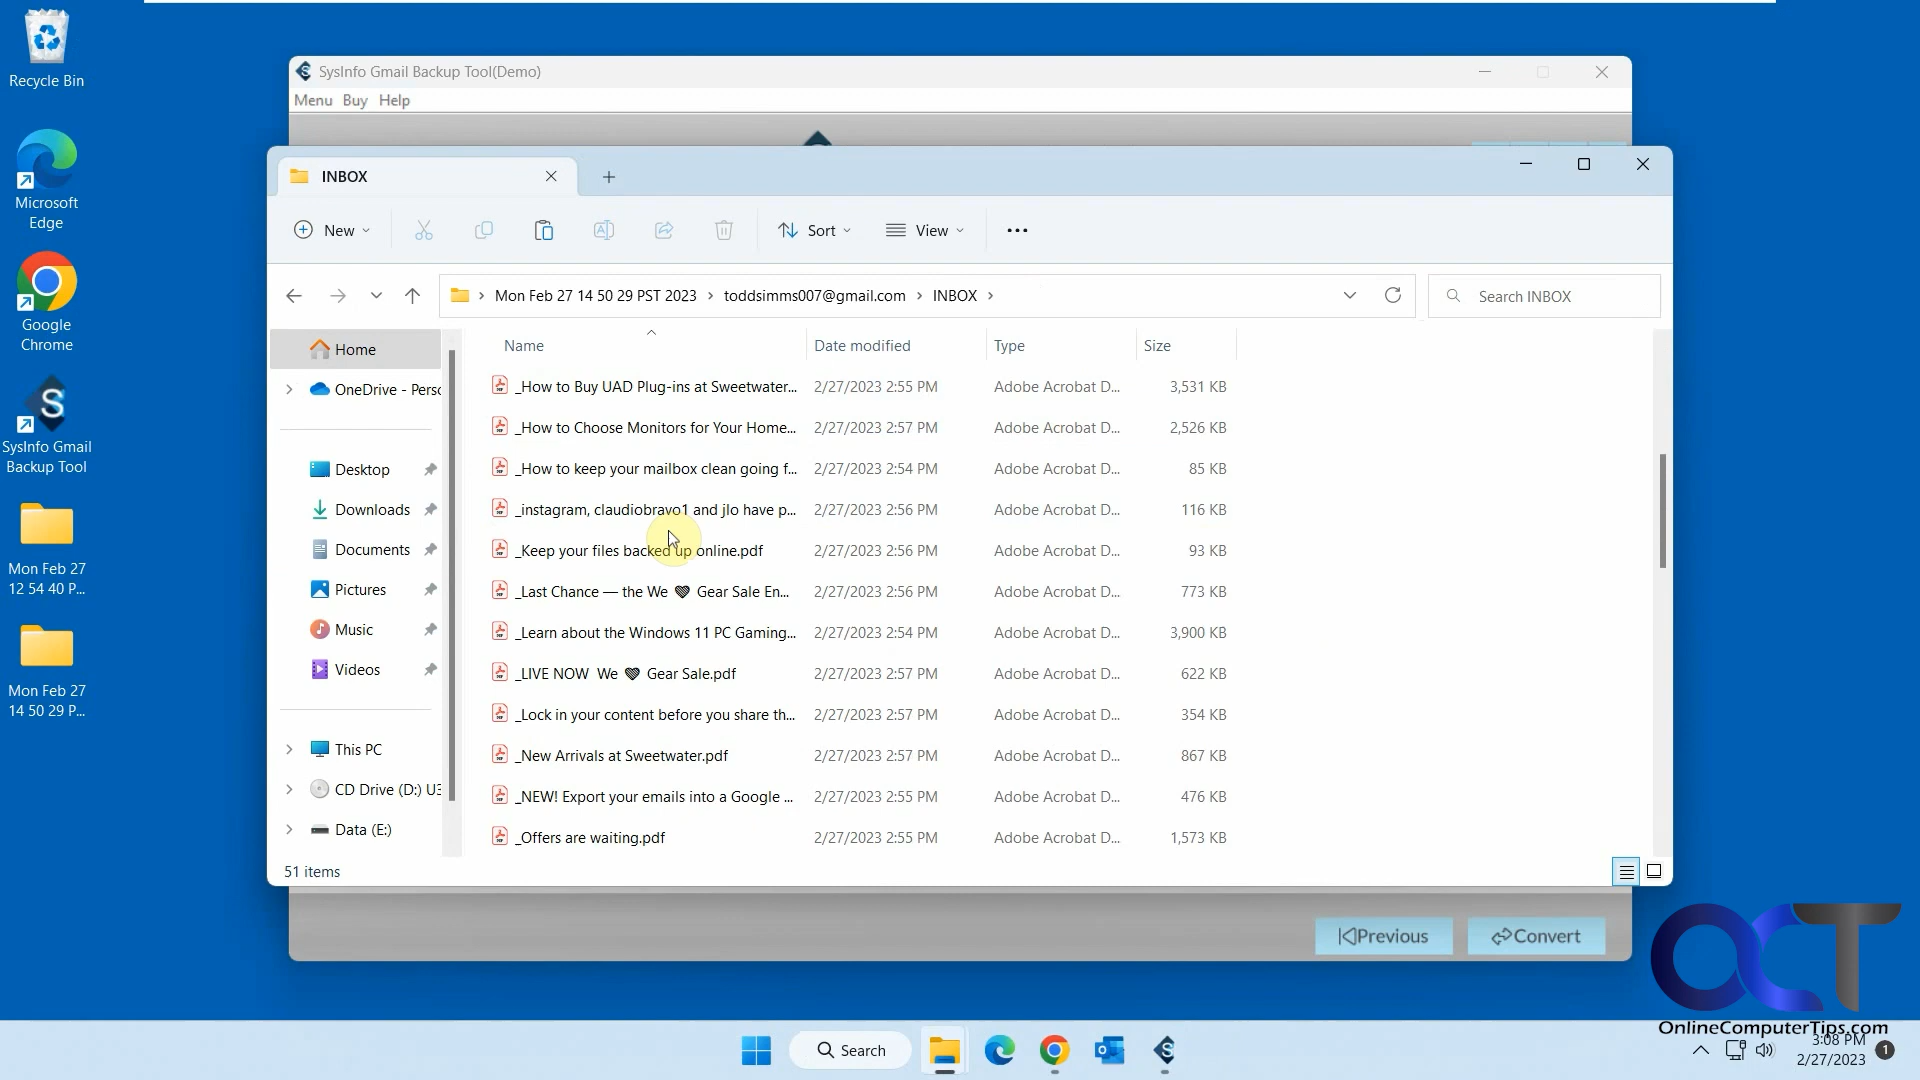 Recycle Bin
Microsoft
Edge
Google
Chrome
SysInfo Gmail
Backup Tool
Mon Feb 27
12 54 40 P...
Mon Feb 27
14 50 29 P...
SysInfo Gmail Backup Tool(Demo)
Menu Buy Help
INBOX
New Sort View
Mon Feb 27 14 50 29 PST 2023 toddsimms007@gmail.com INBOX Search INBOX
Home
OneDrive - Perso
Desktop
Downloads
Documents
Pictures
Music
Videos
This PC
CD Drive (D:) U3
Data (E:)
Name Date modified Type Size
_How to Buy UAD Plug-ins at Sweetwater... 2/27/2023 2:55 PM Adobe Acrobat D... 3,531 KB
_How to Choose Monitors for Your Home... 2/27/2023 2:57 PM Adobe Acrobat D... 2,526 KB
_How to keep your mailbox clean going f... 2/27/2023 2:54 PM Adobe Acrobat D... 85 KB
_instagram, claudiobravo1 and jlo have p... 2/27/2023 2:56 PM Adobe Acrobat D... 116 KB
_Keep your files backed up online.pdf 2/27/2023 2:56 PM Adobe Acrobat D... 93 KB
_Last Chance — the We 💜 Gear Sale En... 2/27/2023 2:56 PM Adobe Acrobat D... 773 KB
_Learn about the Windows 11 PC Gaming... 2/27/2023 2:54 PM Adobe Acrobat D... 3,900 KB
_LIVE NOW We 💜 Gear Sale.pdf 2/27/2023 2:57 PM Adobe Acrobat D... 622 KB
_Lock in your content before you share th... 2/27/2023 2:57 PM Adobe Acrobat D... 354 KB
_New Arrivals at Sweetwater.pdf 2/27/2023 2:57 PM Adobe Acrobat D... 867 KB
_NEW! Export your emails into a Google ... 2/27/2023 2:55 PM Adobe Acrobat D... 476 KB
_Offers are waiting.pdf 2/27/2023 2:55 PM Adobe Acrobat D... 1,573 KB
51 items
Previous Convert
OCT
OnlineComputerTips.com
Search
3:08 PM
2/27/2023
1